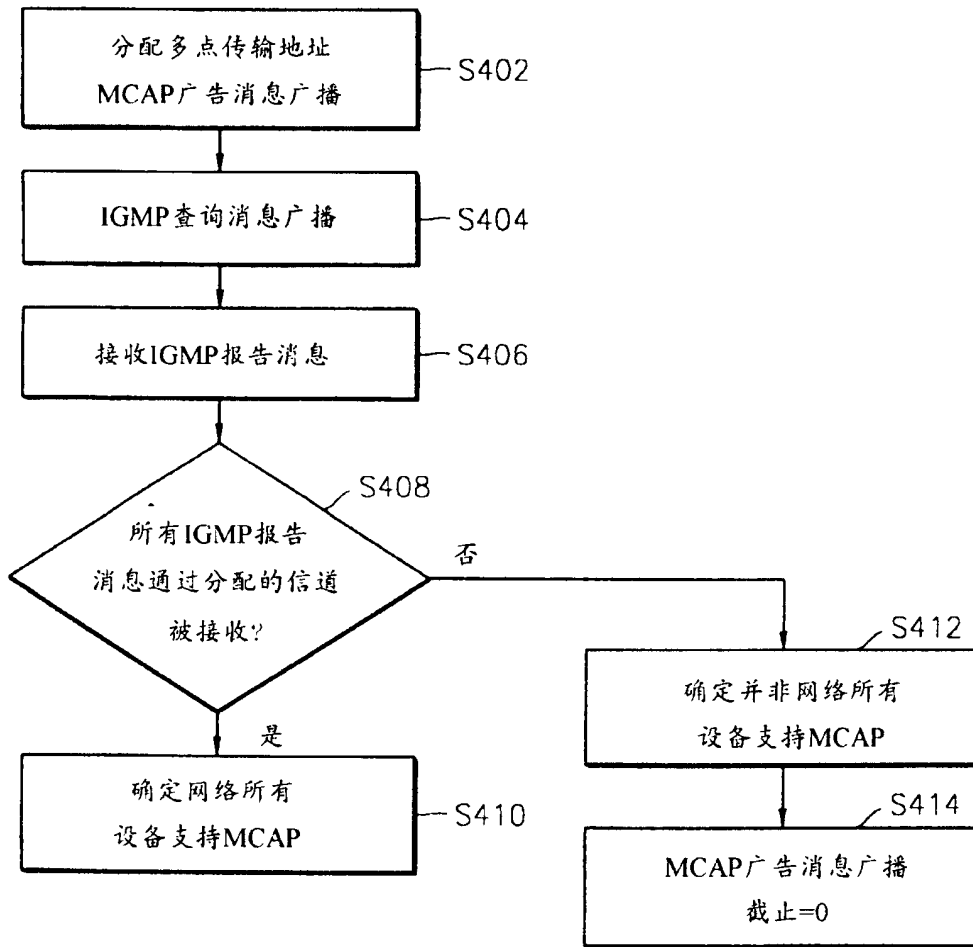 分配多点传输地址
MCAP广告消息广播
S402
IGMP查询消息广播
S404
接收IGMP报告消息
S406
S408
所有IGMP报告
消息通过分配的信道
被接收?
否
是
确定网络所有
设备支持MCAP
S410
S412
确定并非网络所有
设备支持MCAP
S414
MCAP广告消息广播
截止=0